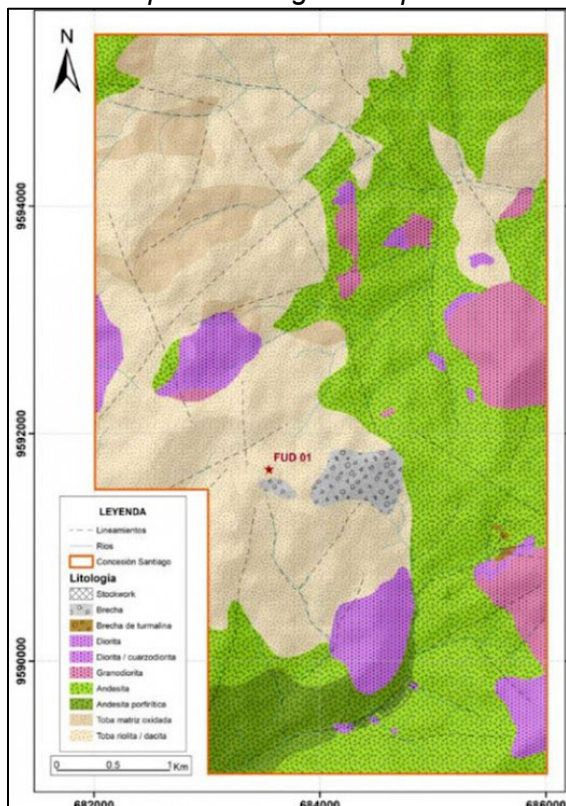 N
9594000
9592000
9590000
FUD 01
LEYENDA
Lineamientos
Ríos
Concesión Santiago
Litología
Stockwork
Brecha
Brecha de turmalina
Diorita
Diorita / cuarzodiorita
Granodiorita
Andesita
Andesita porfirítica
Toba matriz oxidada
Toba riolita / dacita
0 0.5 1 Km
682000 684000 686000